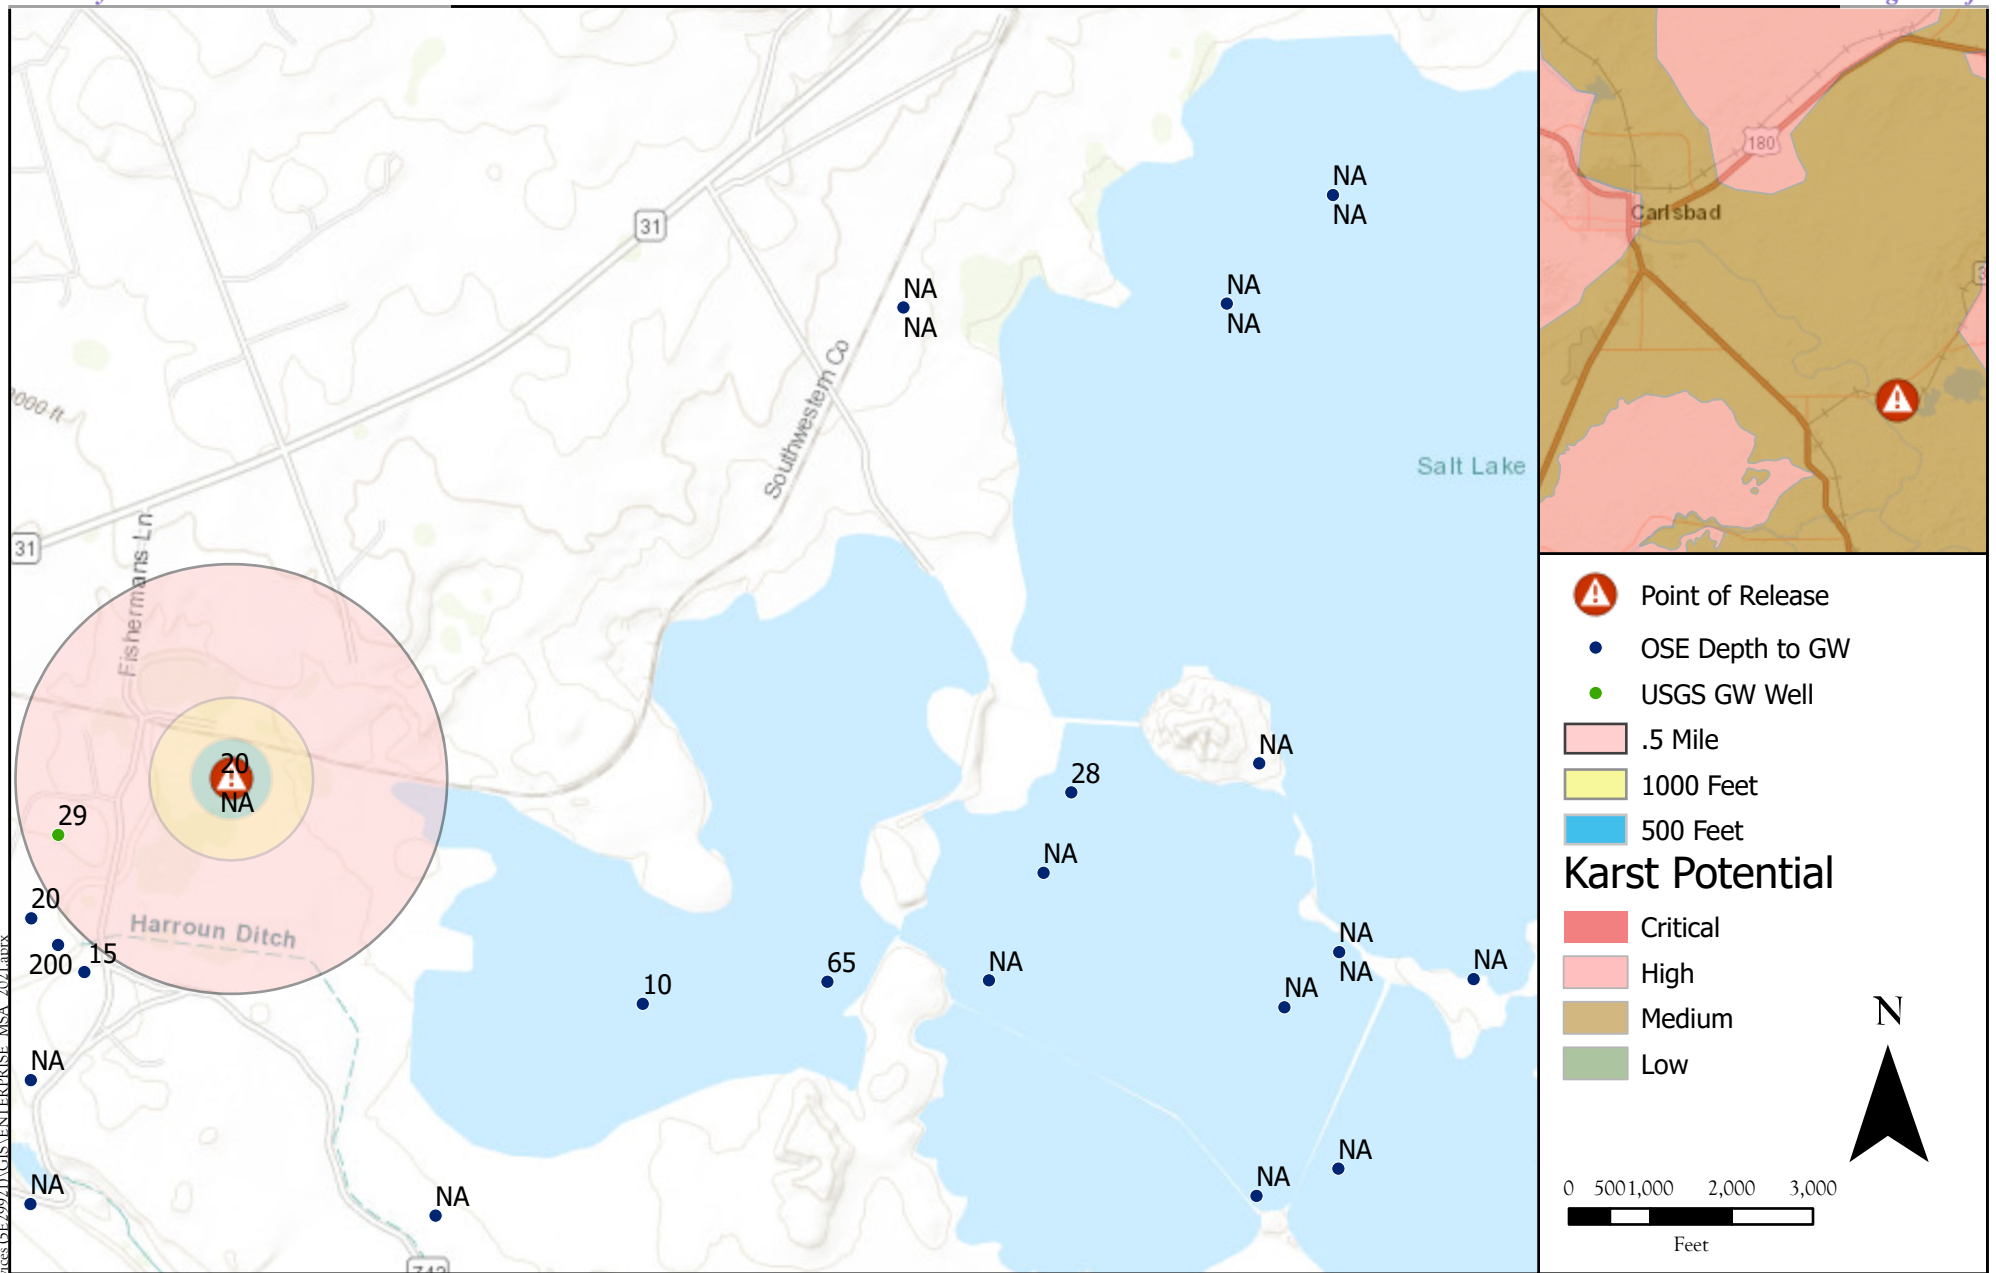 NA
NA
31
NA
NA
NA
NA
Southwestern Co
Salt Lake
31
Fishermans Ln
20
NA
29
NA
28
NA
20
Harroun Ditch
200
15
10
65
NA
NA
NA
NA
NA
NA
NA
NA
NA
NA
180
Carlsbad
Point of Release
OSE Depth to GW
USGS GW Well
.5 Mile
1000 Feet
500 Feet
Karst Potential
Critical
High
Medium
Low
N
0 500 1,000 2,000 3,000
Feet